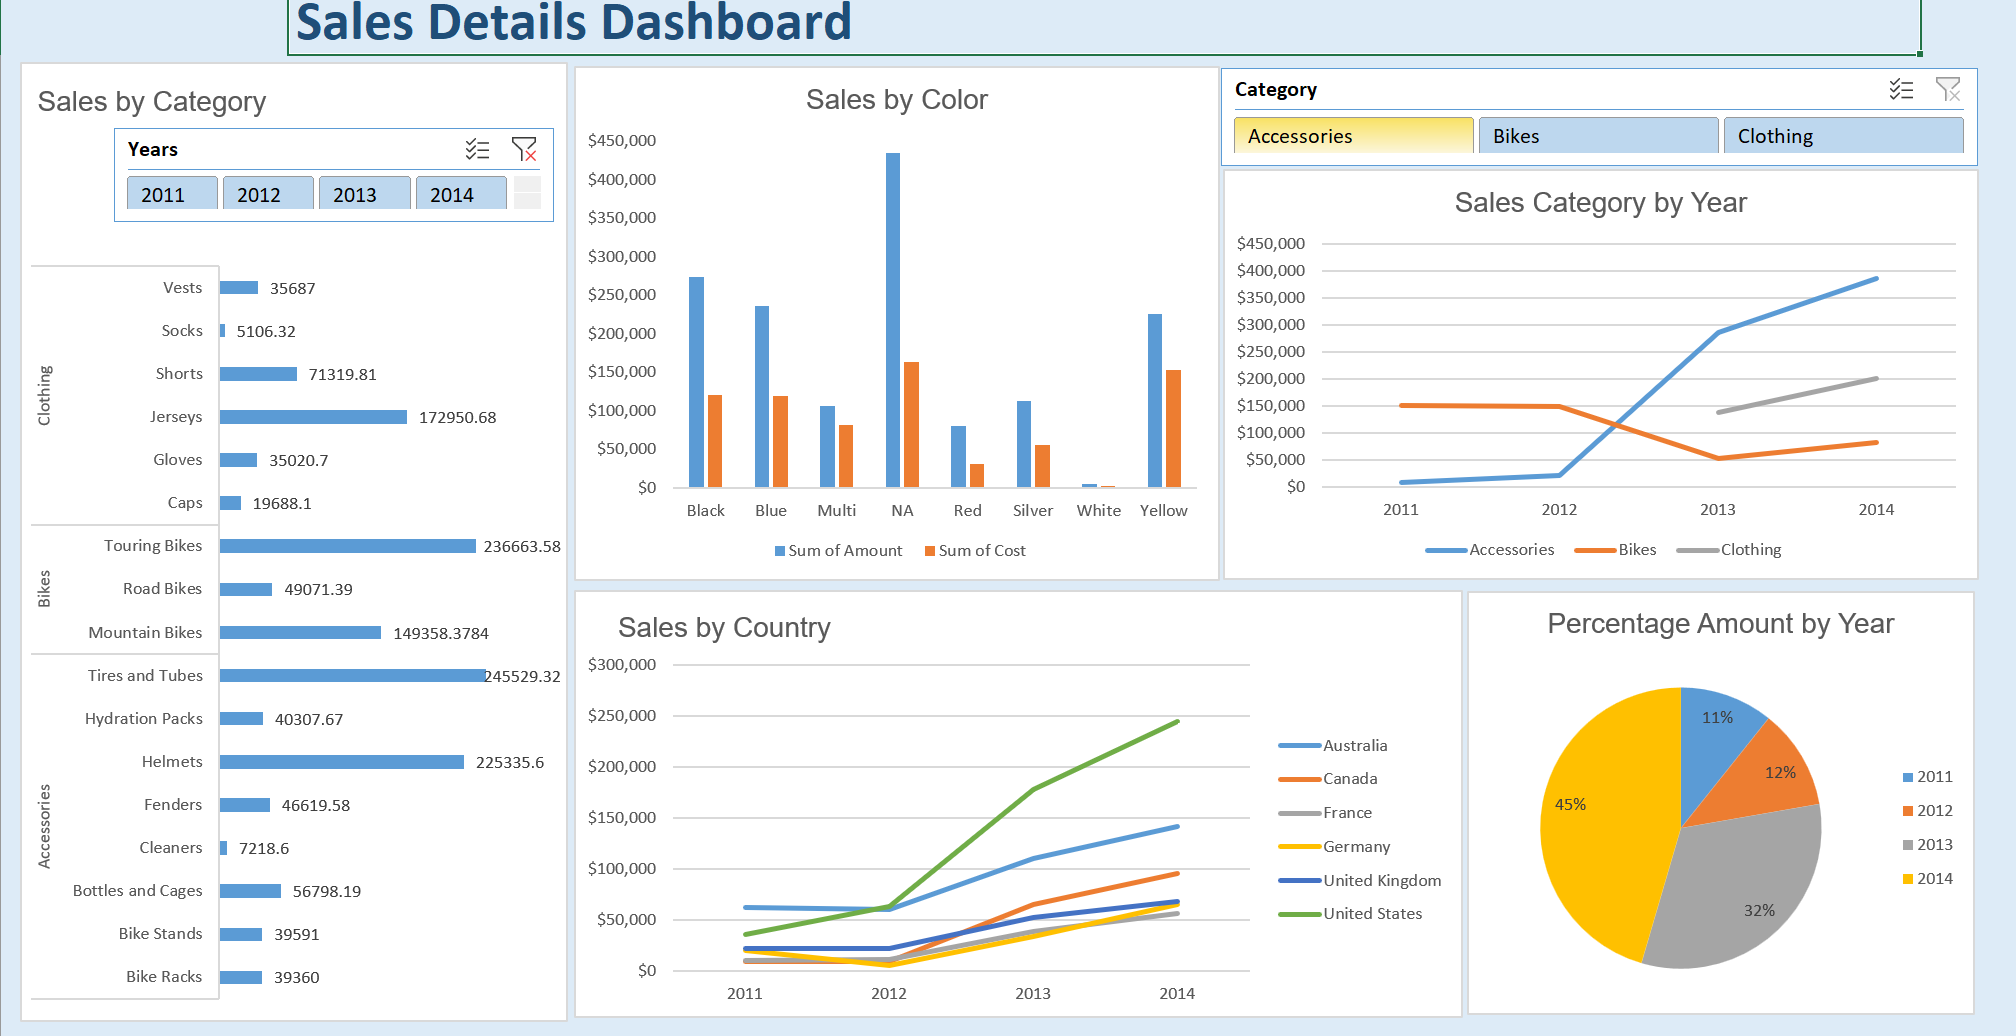 Sales Details Dashboard
Sales by Category
Years
2011 2012 2013 2014
Clothing
Vests 35687
Socks 5106.32
Shorts 71319.81
Jerseys 172950.68
Gloves 35020.7
Caps 19688.1
Bikes
Touring Bikes 236663.58
Road Bikes 49071.39
Mountain Bikes 149358.3784
Accessories
Tires and Tubes 245529.32
Hydration Packs 40307.67
Helmets 225335.6
Fenders 46619.58
Cleaners 7218.6
Bottles and Cages 56798.19
Bike Stands 39591
Bike Racks 39360
Sales by Color
$450,000
$400,000
$350,000
$300,000
$250,000
$200,000
$150,000
$100,000
$50,000
$0
Black Blue Multi NA Red Silver White Yellow
Sum of Amount Sum of Cost
Category
Accessories Bikes Clothing
Sales Category by Year
$450,000
$400,000
$350,000
$300,000
$250,000
$200,000
$150,000
$100,000
$50,000
$0
2011 2012 2013 2014
Accessories Bikes Clothing
Sales by Country
$300,000
$250,000
$200,000
$150,000
$100,000
$50,000
$0
2011 2012 2013 2014
Australia
Canada
France
Germany
United Kingdom
United States
Percentage Amount by Year
11%
12%
45%
32%
2011
2012
2013
2014